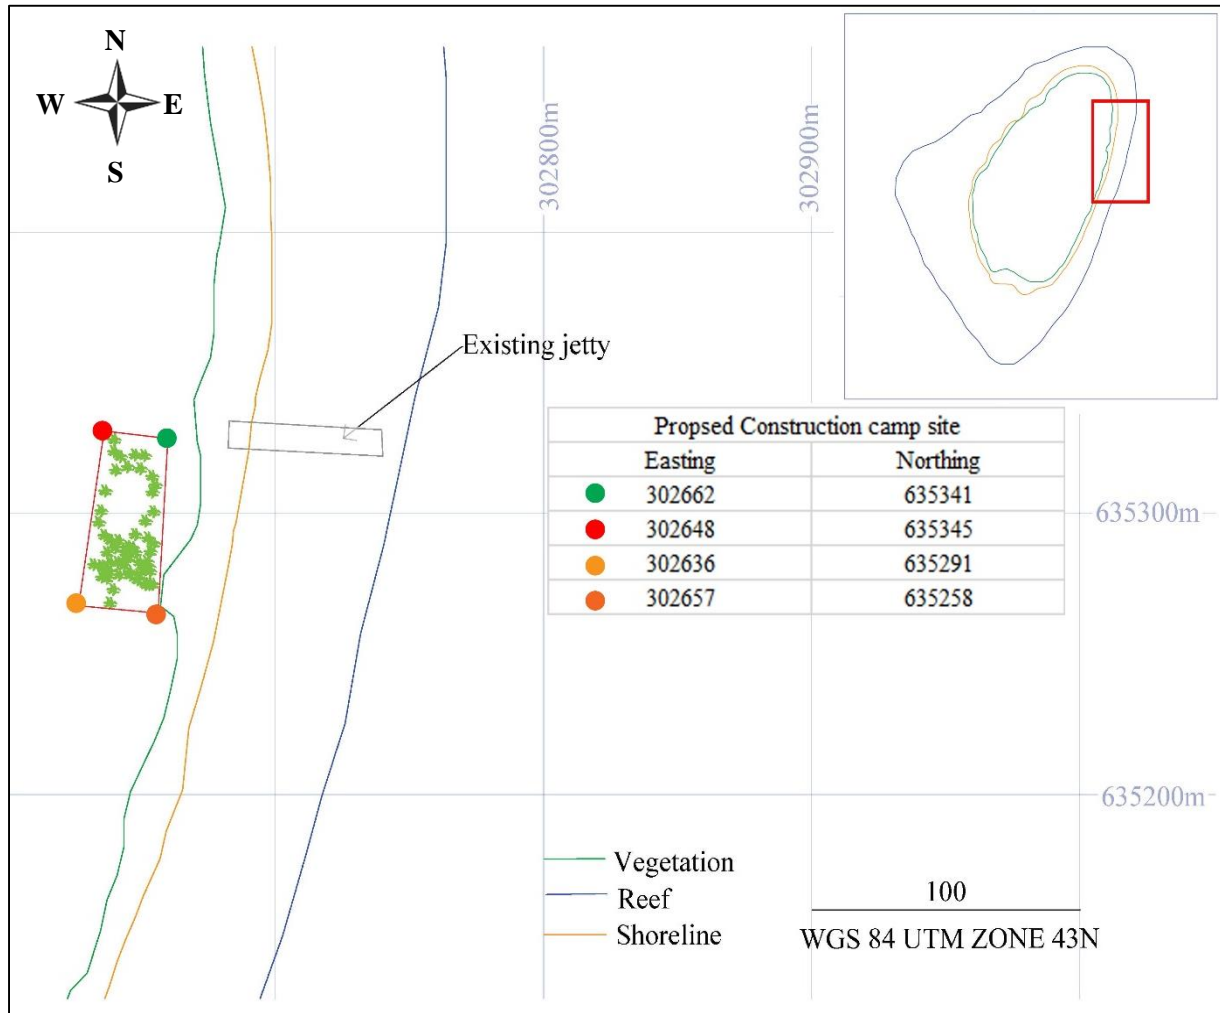 N
W E
S
302800m
302900m
Existing jetty
Propsed Construction camp site
Easting Northing
302662 635341
302648 635345
302636 635291
302657 635258
635300m
635200m
Vegetation
Reef
Shoreline
100
WGS 84 UTM ZONE 43N